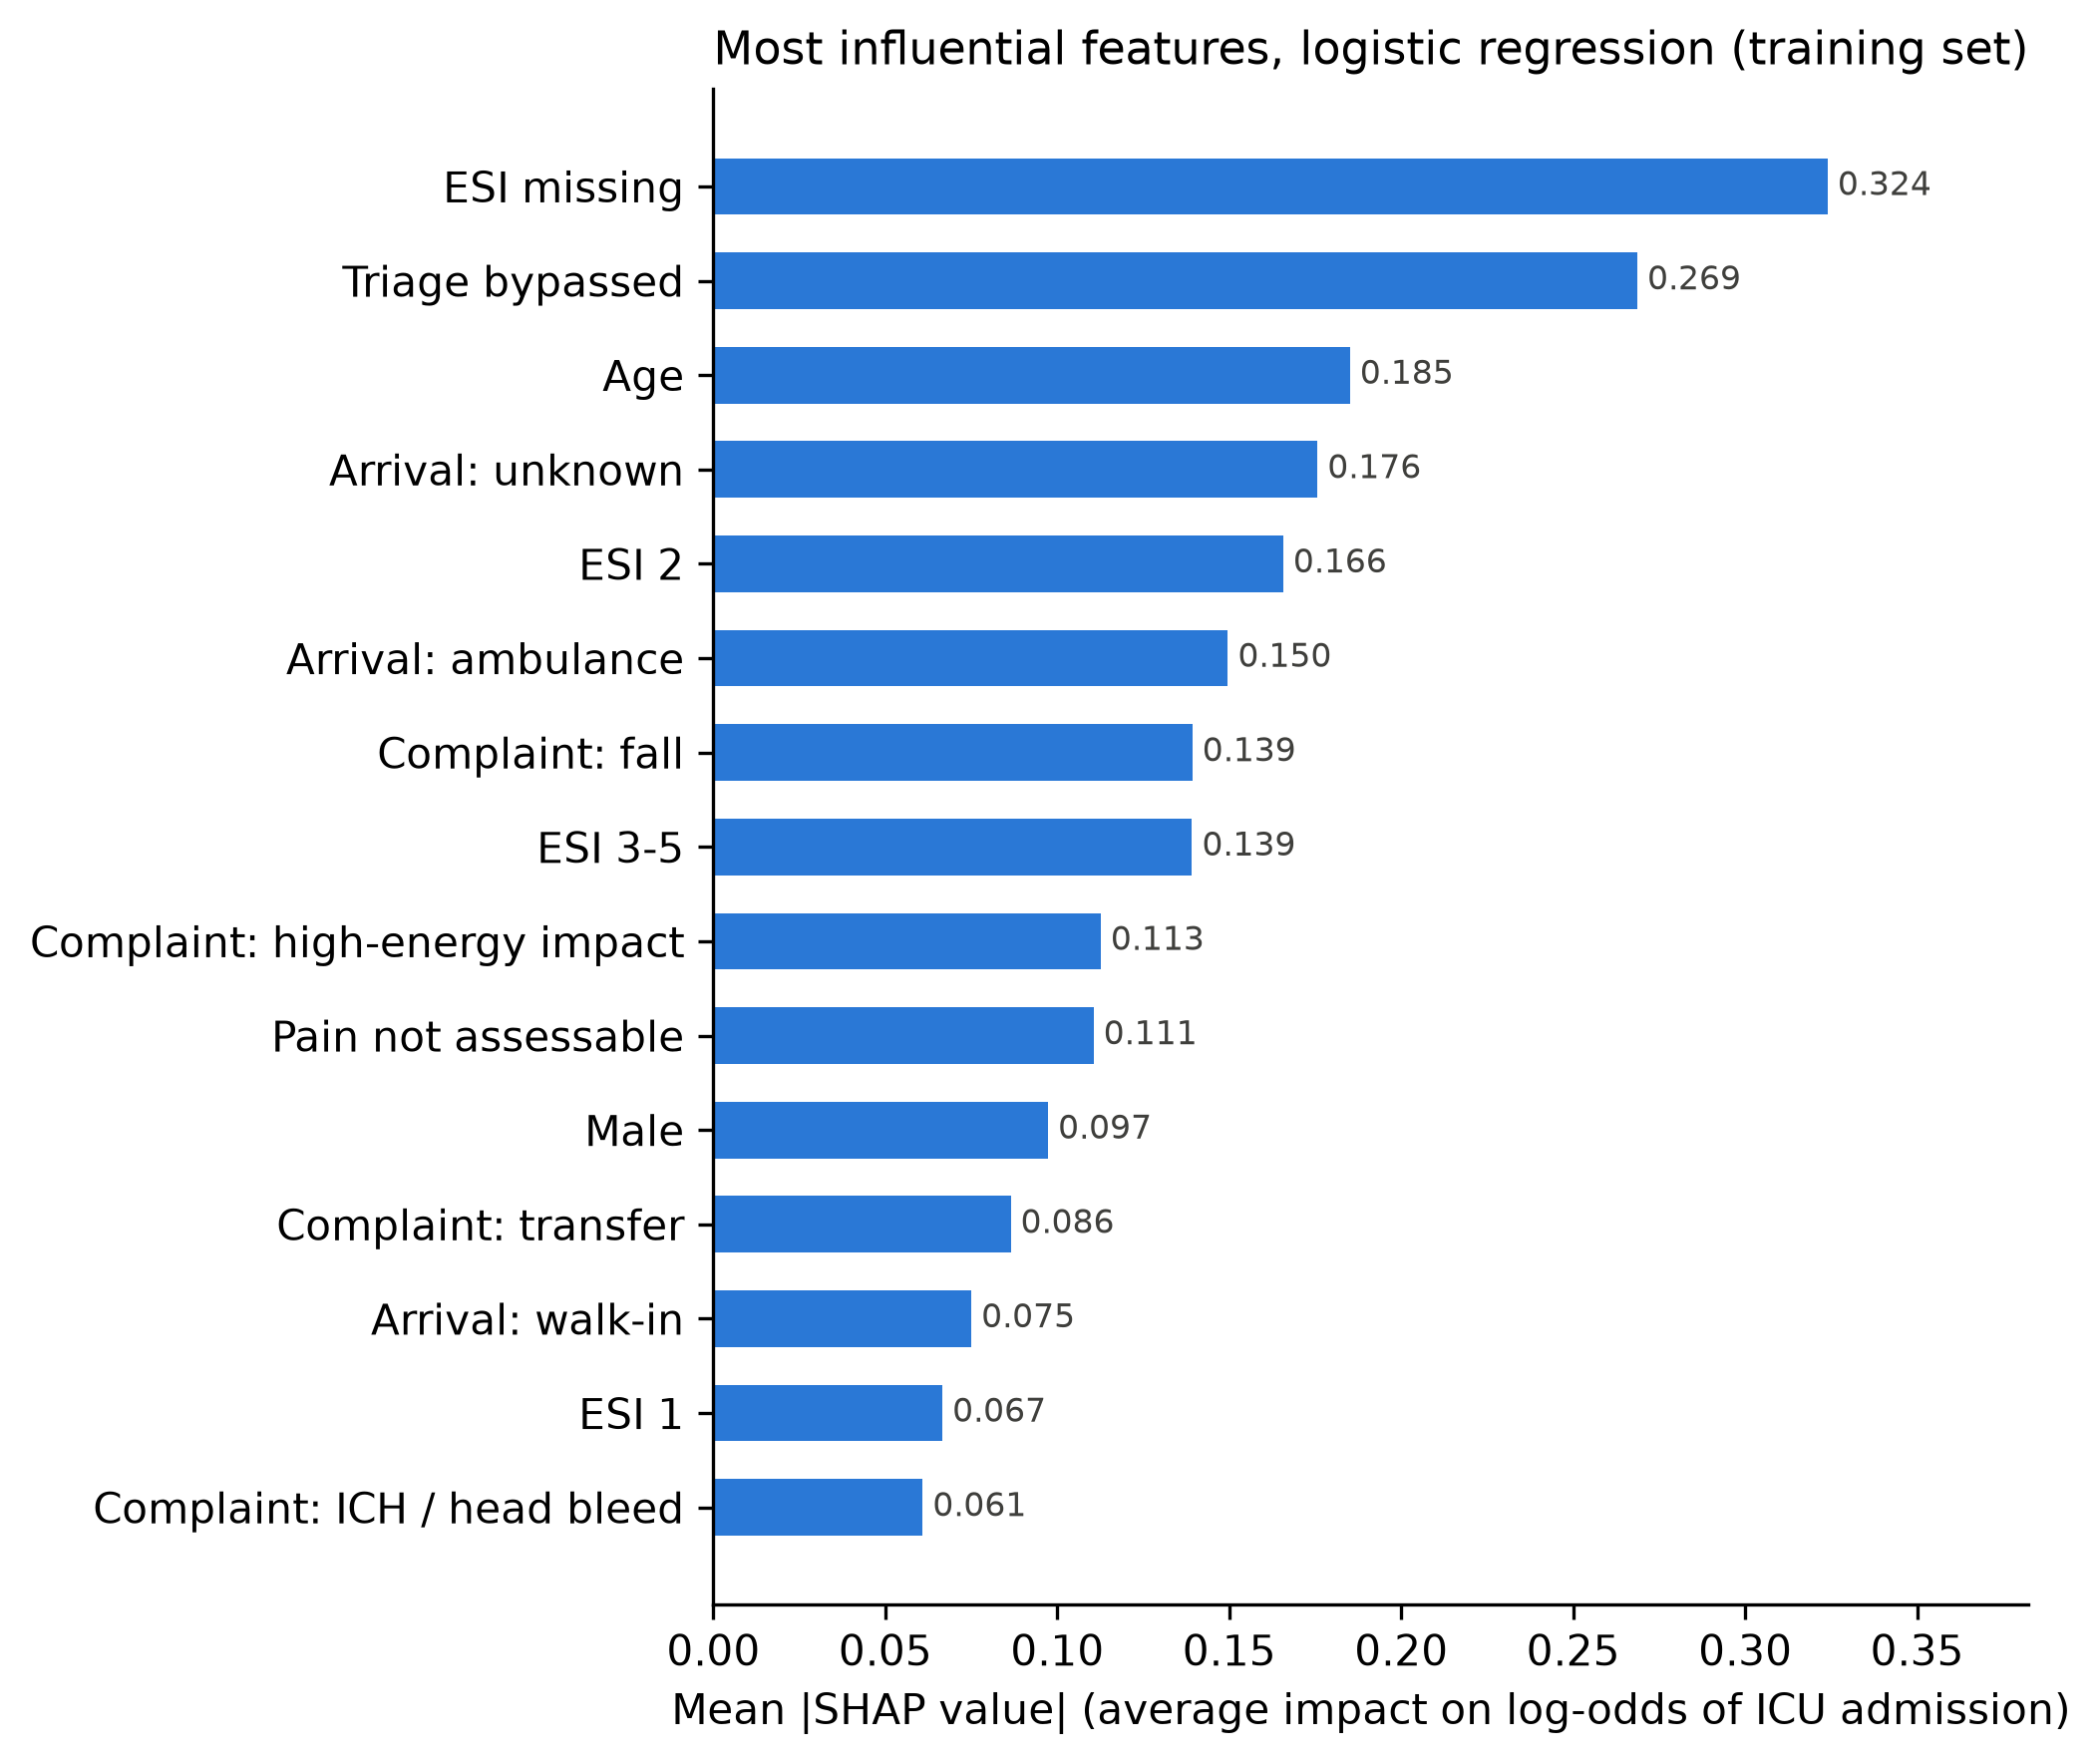 Most influential features, logistic regression (training set)
ESI missing 0.324
Triage bypassed 0.269
Age 0.185
Arrival: unknown 0.176
ESI 2 0.166
Arrival: ambulance 0.150
Complaint: fall 0.139
ESI 3-5 0.139
Complaint: high-energy impact 0.113
Pain not assessable 0.111
Male 0.097
Complaint: transfer 0.086
Arrival: walk-in 0.075
ESI 1 0.067
Complaint: ICH / head bleed 0.061
0.00 0.05 0.10 0.15 0.20 0.25 0.30 0.35
Mean |SHAP value| (average impact on log-odds of ICU admission)